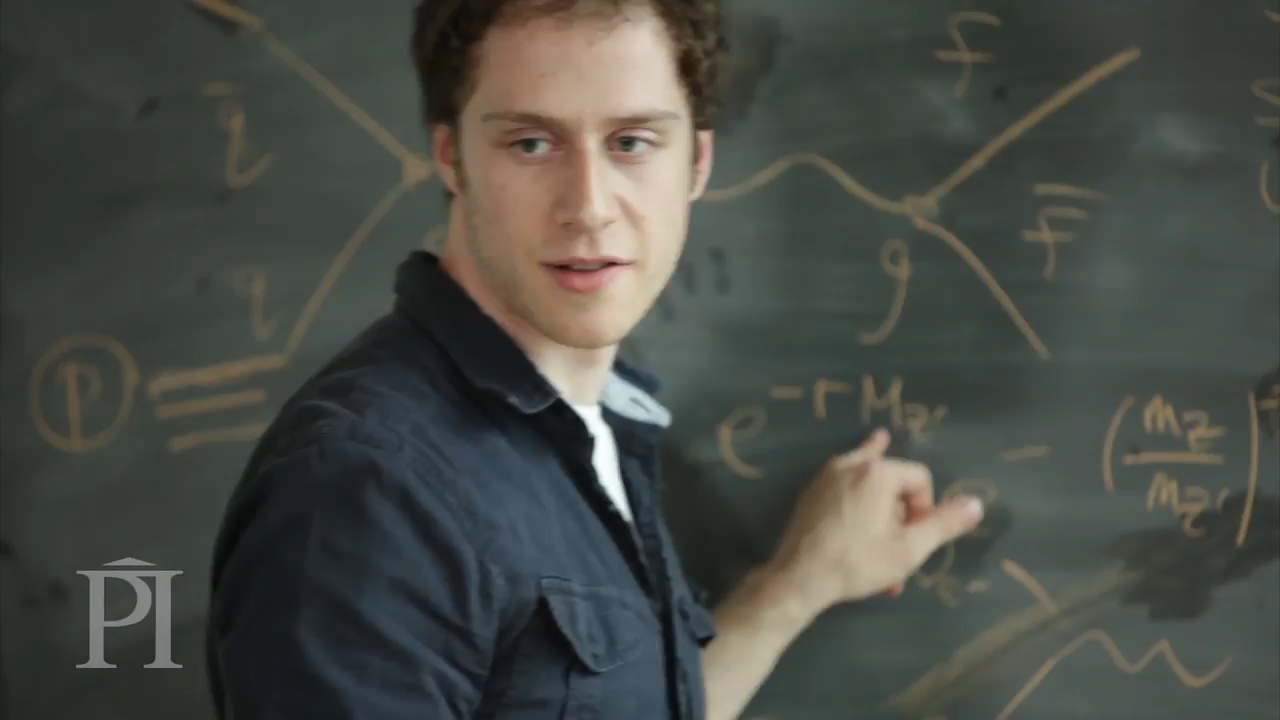 f
q̄
f̄
q
g
P
e^{-r M_{Z'}} - (m_Z / m_{Z'})
PI